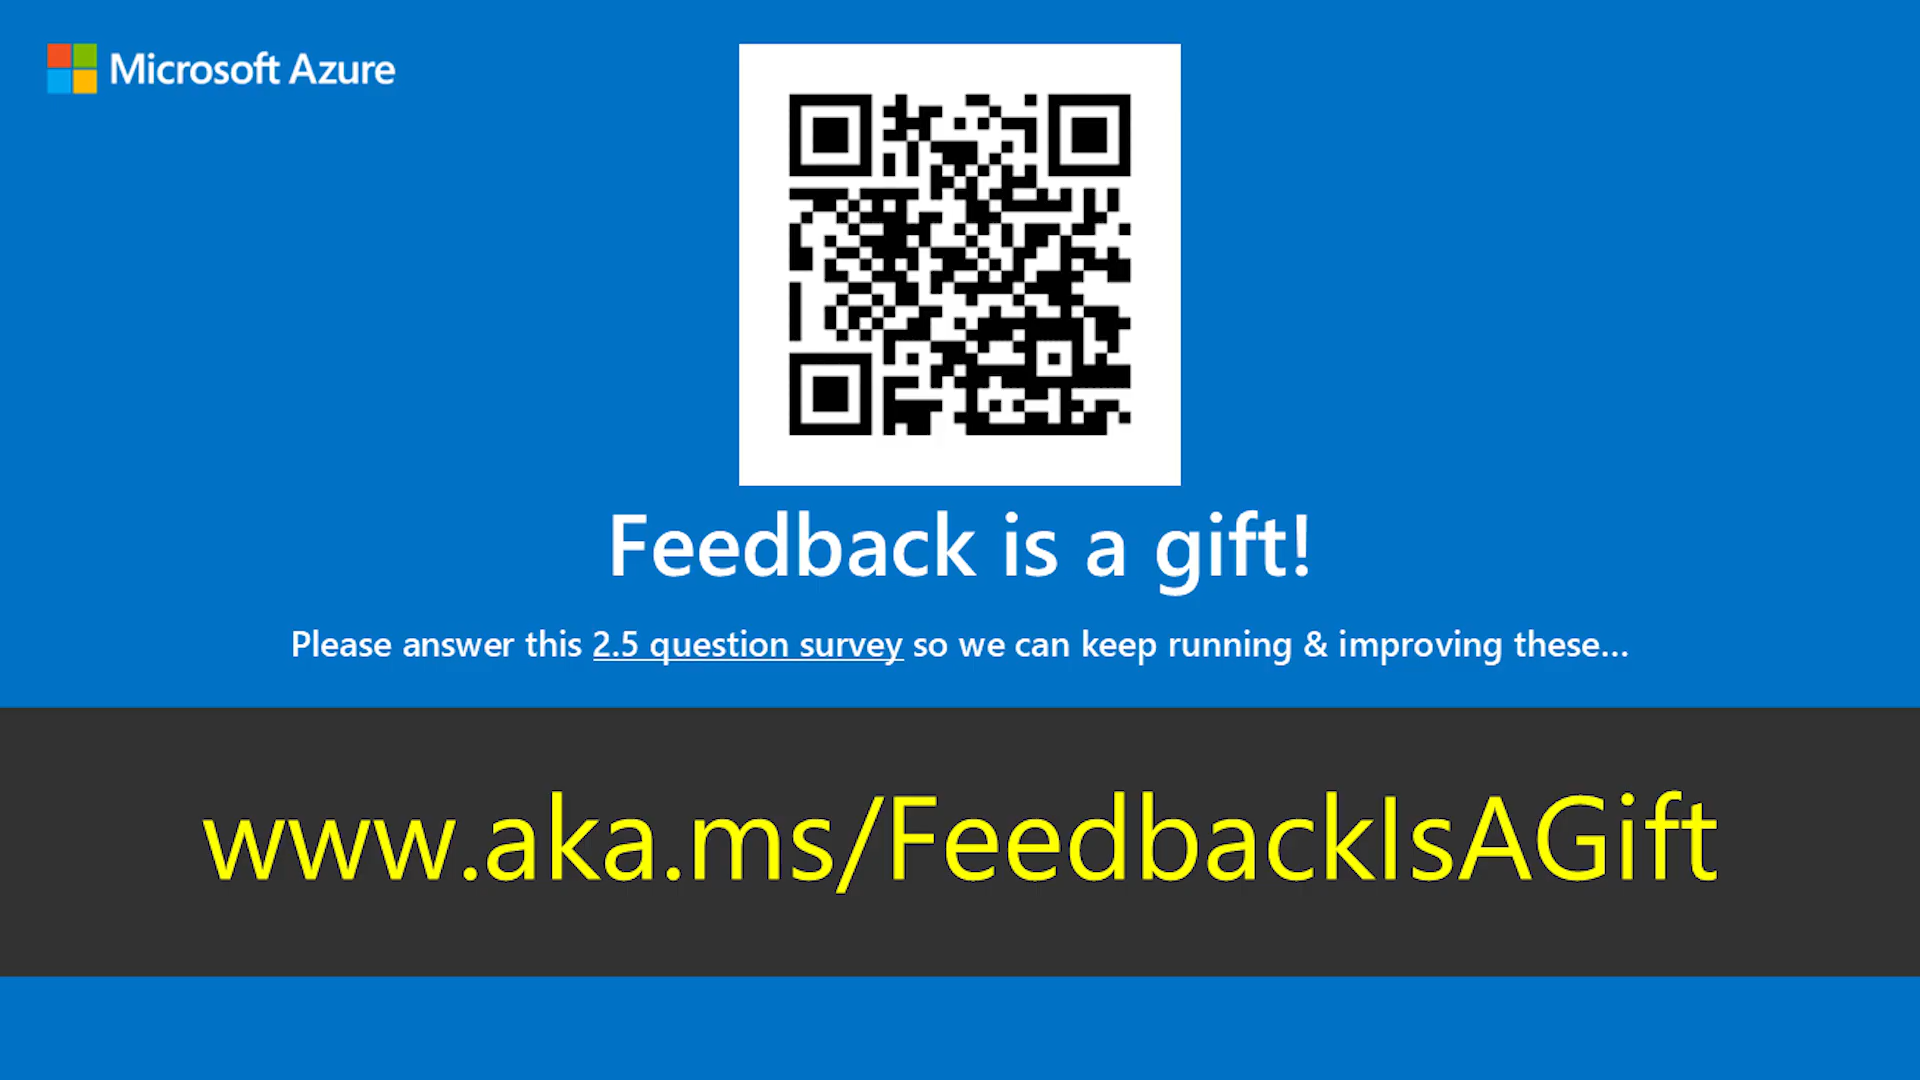 Microsoft Azure
Feedback is a gift!
Please answer this 2.5 question survey so we can keep running & improving these...
www.aka.ms/FeedbackIsAGift